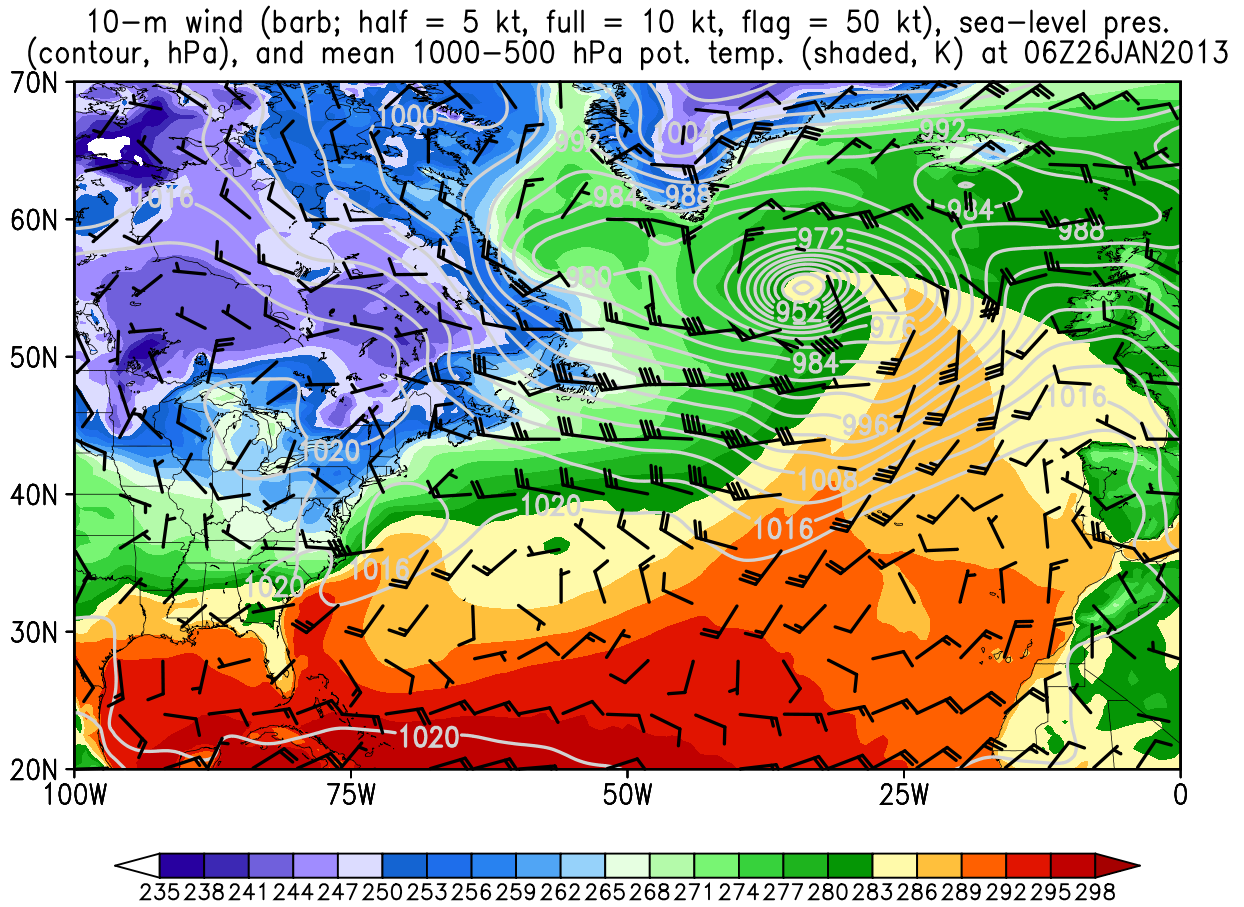 10-m wind (barb; half = 5 kt, full = 10 kt, flag = 50 kt), sea-level pres.
(contour, hPa), and mean 1000-500 hPa pot. temp. (shaded, K) at 06Z26JAN2013
70N
1000
992
1004
992
1016
984
988
984
60N
972
988
980
952
976
50N
984
1016
996
1020
1008
40N
1020
1016
1016
1020
30N
1020
20N
100W 75W 50W 25W 0
235 238 241 244 247 250 253 256 259 262 265 268 271 274 277 280 283 286 289 292 295 298